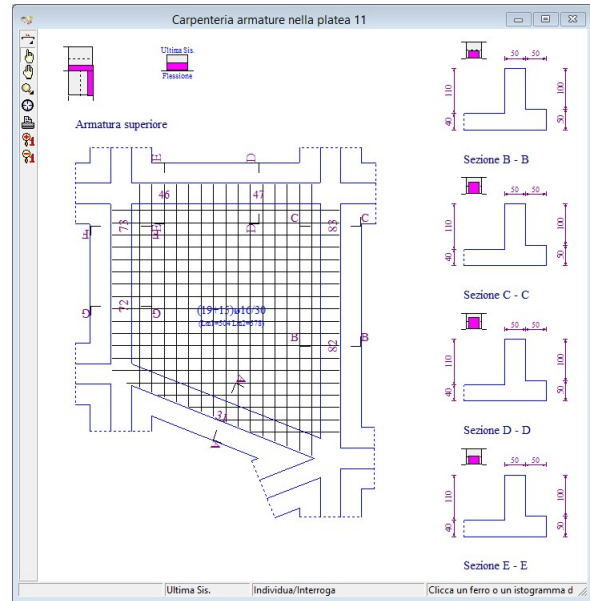 Carpenteria armature nella platea 11
Ultima Sis.
Flessione
Armatura superiore
E
D
46
47
E
D
C
C
73
83
F
F
G
G
72
(19+15)ø16/30
B
B
82
A
31
A
50 50
110
40
100
50
Sezione B - B
50 50
110
40
100
50
Sezione C - C
50 50
110
40
100
50
Sezione D - D
50 50
110
40
100
50
Sezione E - E
Ultima Sis.
Individua/Interroga
Clicca un ferro o un istogramma d